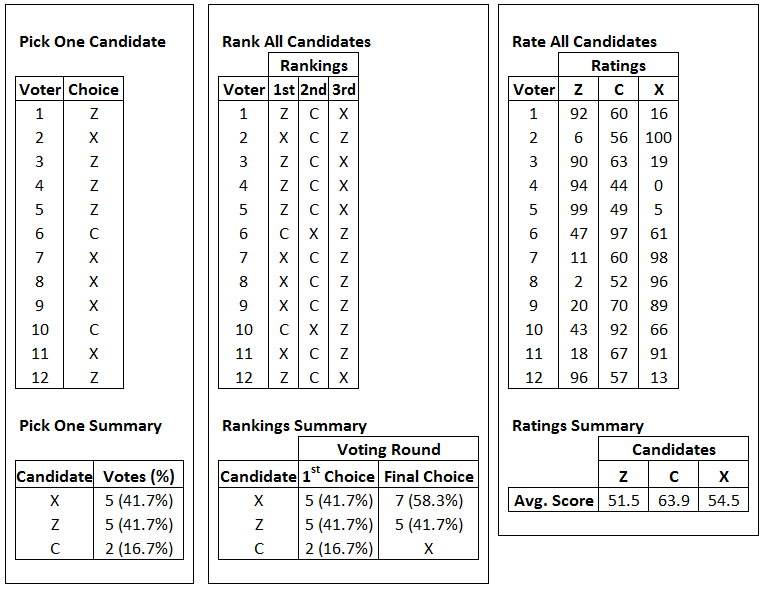 Pick One Candidate
Voter Choice
1 Z
2 X
3 Z
4 Z
5 Z
6 C
7 X
8 X
9 X
10 C
11 X
12 Z
Pick One Summary
Candidate Votes (%)
X 5 (41.7%)
Z 5 (41.7%)
C 2 (16.7%)
Rank All Candidates
Rankings
Voter 1st 2nd 3rd
1 Z C X
2 X C Z
3 Z C X
4 Z C X
5 Z C X
6 C X Z
7 X C Z
8 X C Z
9 X C Z
10 C X Z
11 X C Z
12 Z C X
Rankings Summary
Voting Round
Candidate 1st Choice Final Choice
X 5 (41.7%) 7 (58.3%)
Z 5 (41.7%) 5 (41.7%)
C 2 (16.7%) X
Rate All Candidates
Ratings
Voter Z C X
1 92 60 16
2 6 56 100
3 90 63 19
4 94 44 0
5 99 49 5
6 47 97 61
7 11 60 98
8 2 52 96
9 20 70 89
10 43 92 66
11 18 67 91
12 96 57 13
Ratings Summary
Candidates
Z C X
Avg. Score 51.5 63.9 54.5